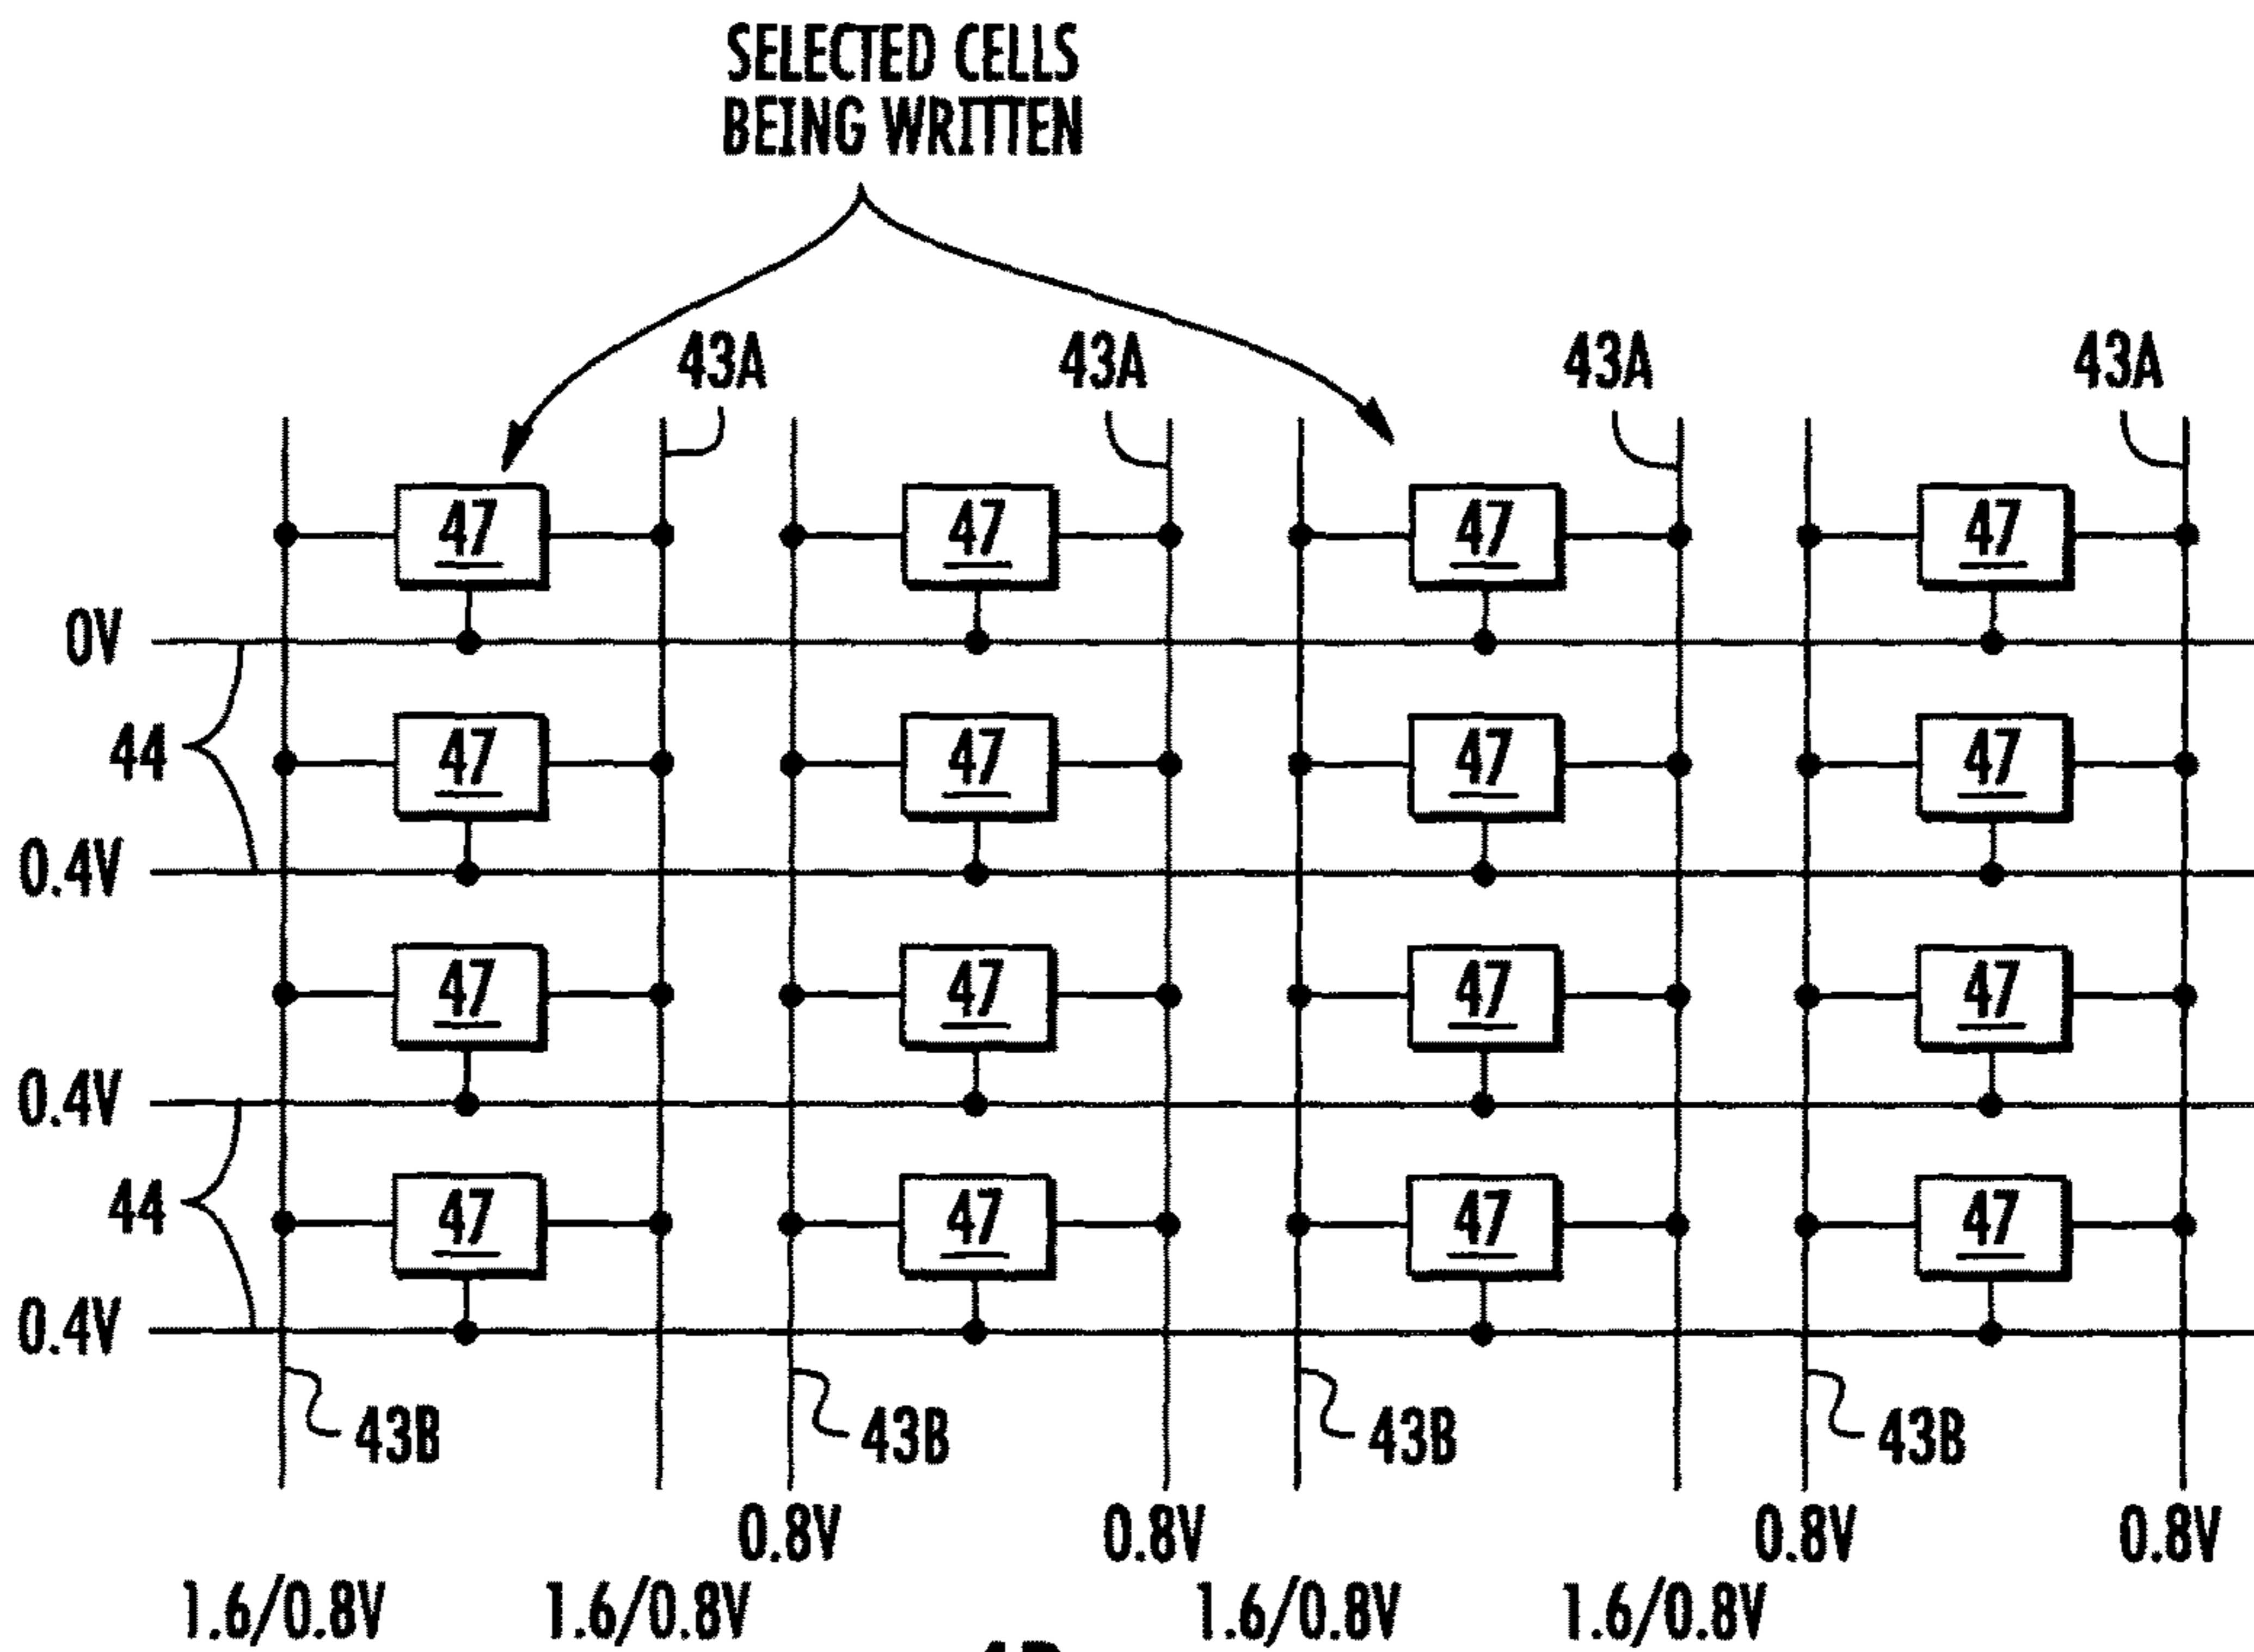 SELECTED CELLS
BEING WRITTEN
43A 43A 43A 43A
47 47 47 47
0V
44
47 47 47 47
0.4V
47 47 47 47
0.4V
44
47 47 47 47
0.4V
43B 43B 43B 43B
0.8V 0.8V 0.8V 0.8V
1.6/0.8V 1.6/0.8V 1.6/0.8V 1.6/0.8V